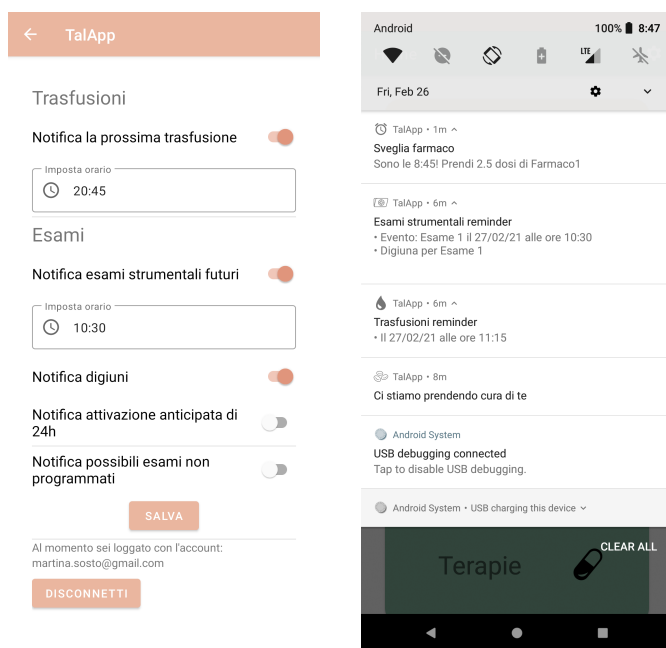 TalApp
Trasfusioni
Notifica la prossima trasfusione
Imposta orario
20:45
Esami
Notifica esami strumentali futuri
Imposta orario
10:30
Notifica digiuni
Notifica attivazione anticipata di
24h
Notifica possibili esami non
programmati
SALVA
Al momento sei loggato con l'account:
martina.sosto@gmail.com
DISCONNETTI
Android 100% 8:47
LTE
Fri, Feb 26
TalApp • 1m
Sveglia farmaco
Sono le 8:45! Prendi 2.5 dosi di Farmaco1
TalApp • 6m
Esami strumentali reminder
• Evento: Esame 1 il 27/02/21 alle ore 10:30
• Digiuna per Esame 1
TalApp • 6m
Trasfusioni reminder
• Il 27/02/21 alle ore 11:15
TalApp • 8m
Ci stiamo prendendo cura di te
Android System
USB debugging connected
Tap to disable USB debugging.
Android System • USB charging this device
CLEAR ALL
Terapie